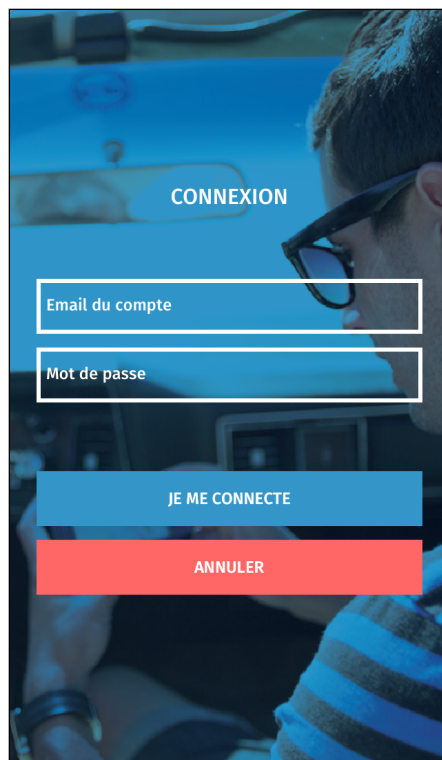 CONNEXION
Email du compte
Mot de passe
JE ME CONNECTE
ANNULER